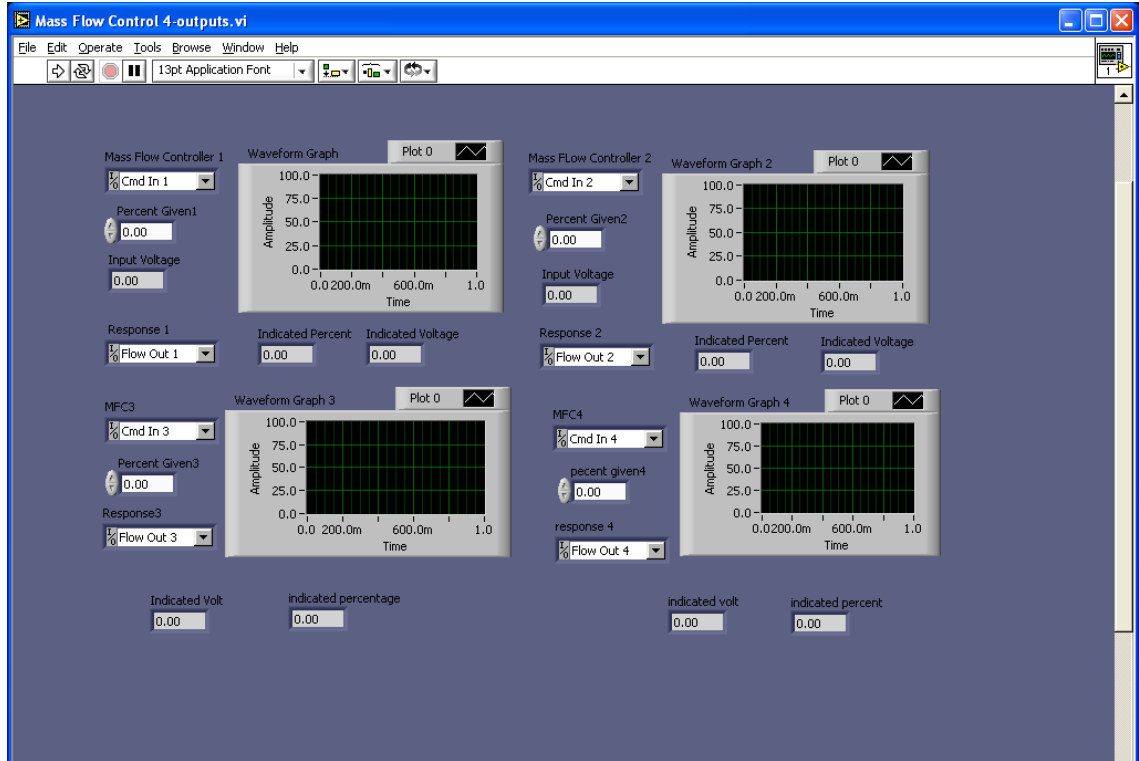 Mass Flow Control 4-outputs.vi
File Edit Operate Tools Browse Window Help
13pt Application Font
1
Mass Flow Controller 1
Cmd In 1
Percent Given1
0.00
Input Voltage
0.00
Response 1
Flow Out 1
Waveform Graph
Plot 0
100.0
75.0
50.0
25.0
0.0
Amplitude
0.0 200.0m 600.0m 1.0
Time
Indicated Percent Indicated Voltage
0.00 0.00
Mass FLow Controller 2
Cmd In 2
Percent Given2
0.00
Input Voltage
0.00
Response 2
Flow Out 2
Waveform Graph 2
Plot 0
100.0
75.0
50.0
25.0
0.0
Amplitude
0.0 200.0m 600.0m 1.0
Time
Indicated Percent Indicated Voltage
0.00 0.00
MFC3
Cmd In 3
Percent Given3
0.00
Response3
Flow Out 3
Waveform Graph 3
Plot 0
100.0
75.0
50.0
25.0
0.0
Amplitude
0.0 200.0m 600.0m 1.0
Time
Indicated Volt indicated percentage
0.00 0.00
MFC4
Cmd In 4
pecent given4
0.00
response 4
Flow Out 4
Waveform Graph 4
Plot 0
100.0
75.0
50.0
25.0
0.0
Amplitude
0.0200.0m 600.0m 1.0
Time
indicated volt indicated percent
0.00 0.00